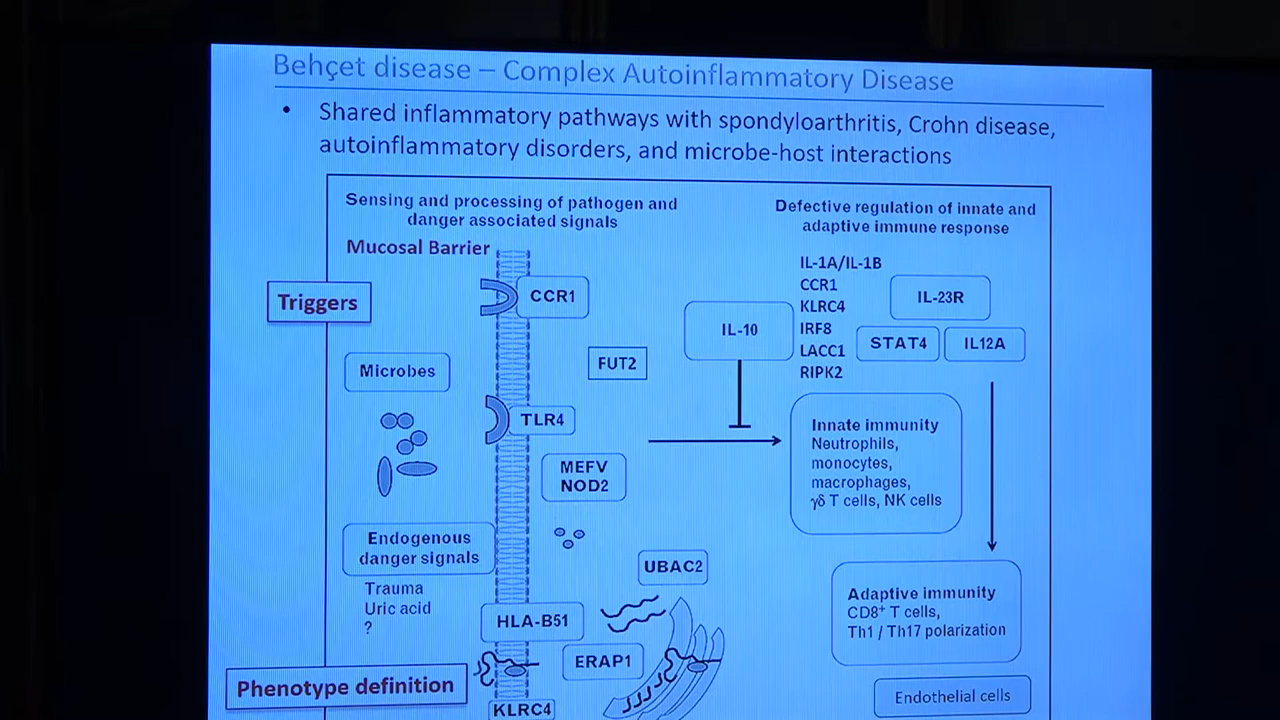 Behçet disease – Complex Autoinflammatory Disease
• Shared inflammatory pathways with spondyloarthritis, Crohn disease,
autoinflammatory disorders, and microbe-host interactions
Sensing and processing of pathogen and
danger associated signals
Defective regulation of innate and
adaptive immune response
Mucosal Barrier
Triggers
CCR1
Microbes
FUT2
TLR4
MEFV
NOD2
Endogenous
danger signals
Trauma
Uric acid
?
UBAC2
HLA-B51
ERAP1
Phenotype definition
KLRC4
IL-10
IL-1A/IL-1B
CCR1
KLRC4
IRF8
LACC1
RIPK2
IL-23R
STAT4
IL12A
Innate immunity
Neutrophils,
monocytes,
macrophages,
γδ T cells, NK cells
Adaptive immunity
CD8⁺ T cells,
Th1 / Th17 polarization
Endothelial cells